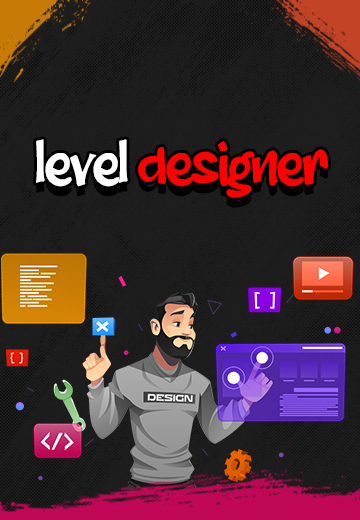 level designer
[ ]
×
[ ]
DESIGN
</>